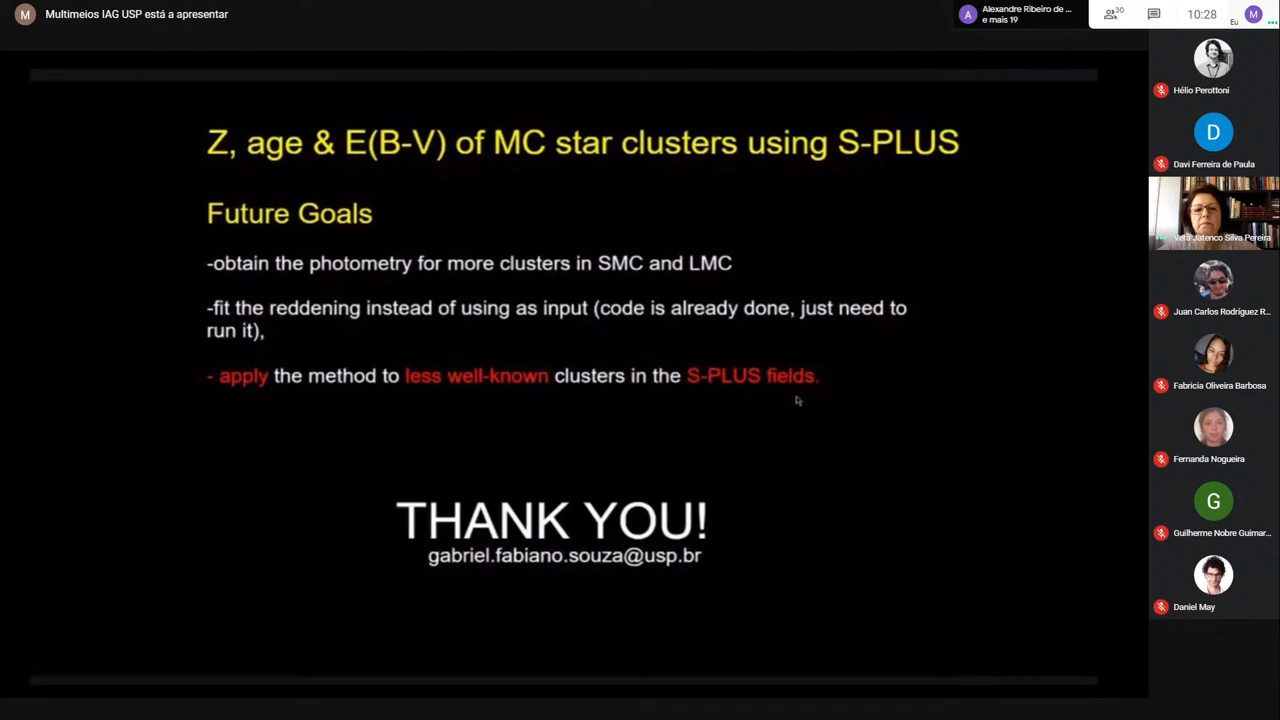 Multimeios IAG USP está a apresentar
Alexandre Ribeiro de ...
e mais 19
30
10:28
Eu
Z, age & E(B-V) of MC star clusters using S-PLUS
Future Goals
-obtain the photometry for more clusters in SMC and LMC
-fit the reddening instead of using as input (code is already done, just need to
run it),
- apply the method to less well-known clusters in the S-PLUS fields.
THANK YOU!
gabriel.fabiano.souza@usp.br
Hélio Perottoni
Davi Ferreira de Paula
Vera Jatenco Silva Pereira
Juan Carlos Rodríguez R...
Fabricia Oliveira Barbosa
Fernanda Nogueira
Guilherme Nobre Guimar...
Daniel May